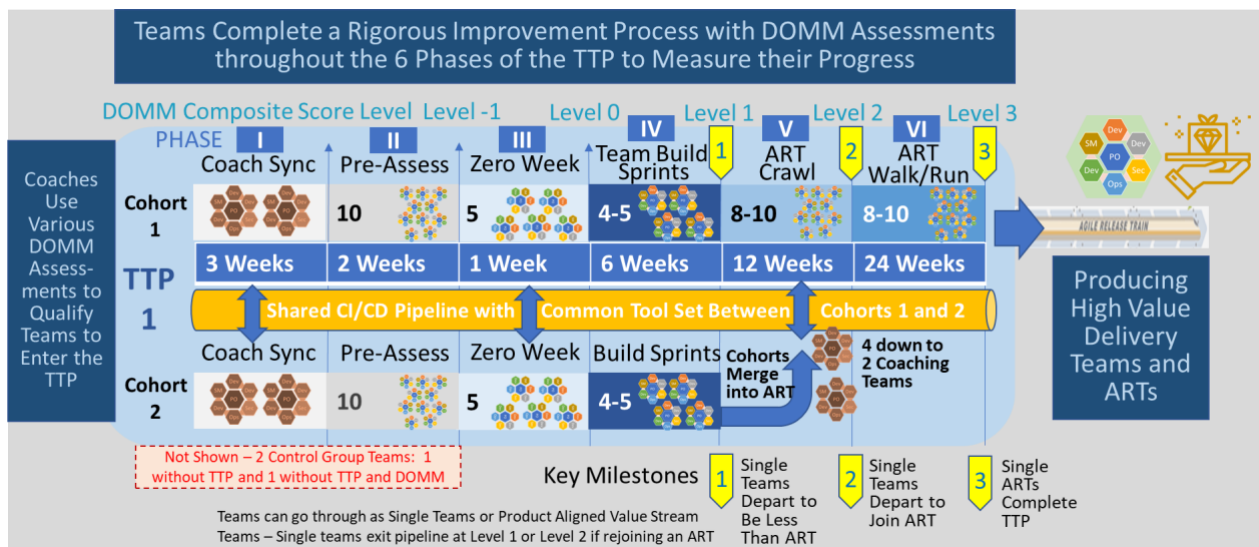 Teams Complete a Rigorous Improvement Process with DOMM Assessments
throughout the 6 Phases of the TTP to Measure their Progress
DOMM Composite Score Level Level -1 Level 0 Level 1 Level 2 Level 3
PHASE I II III IV V VI
Coach Sync
Pre-Assess
Zero Week
Team Build
Sprints
ART
Crawl
ART
Walk/Run
1
2
3
Coaches
Use
Various
DOMM
Assess-
ments to
Qualify
Teams to
Enter the
TTP
Cohort
1
10
5
4-5
8-10
8-10
TTP
1
3 Weeks
2 Weeks
1 Week
6 Weeks
12 Weeks
24 Weeks
Shared CI/CD Pipeline with Common Tool Set Between Cohorts 1 and 2
Coach Sync
Pre-Assess
Zero Week
Build Sprints
Cohort
2
10
5
4-5
Cohorts
Merge
into ART
4 down to
2 Coaching
Teams
Dev
SM
PO
Sec
Dev
Ops
AGILE RELEASE TRAIN
Producing
High Value
Delivery
Teams and
ARTs
Not Shown – 2 Control Group Teams: 1
without TTP and 1 without TTP and DOMM
Key Milestones
1
Single
Teams
Depart to
Be Less
Than ART
2
Single
Teams
Depart to
Join ART
3
Single
ARTs
Complete
TTP
Teams can go through as Single Teams or Product Aligned Value Stream
Teams – Single teams exit pipeline at Level 1 or Level 2 if rejoining an ART